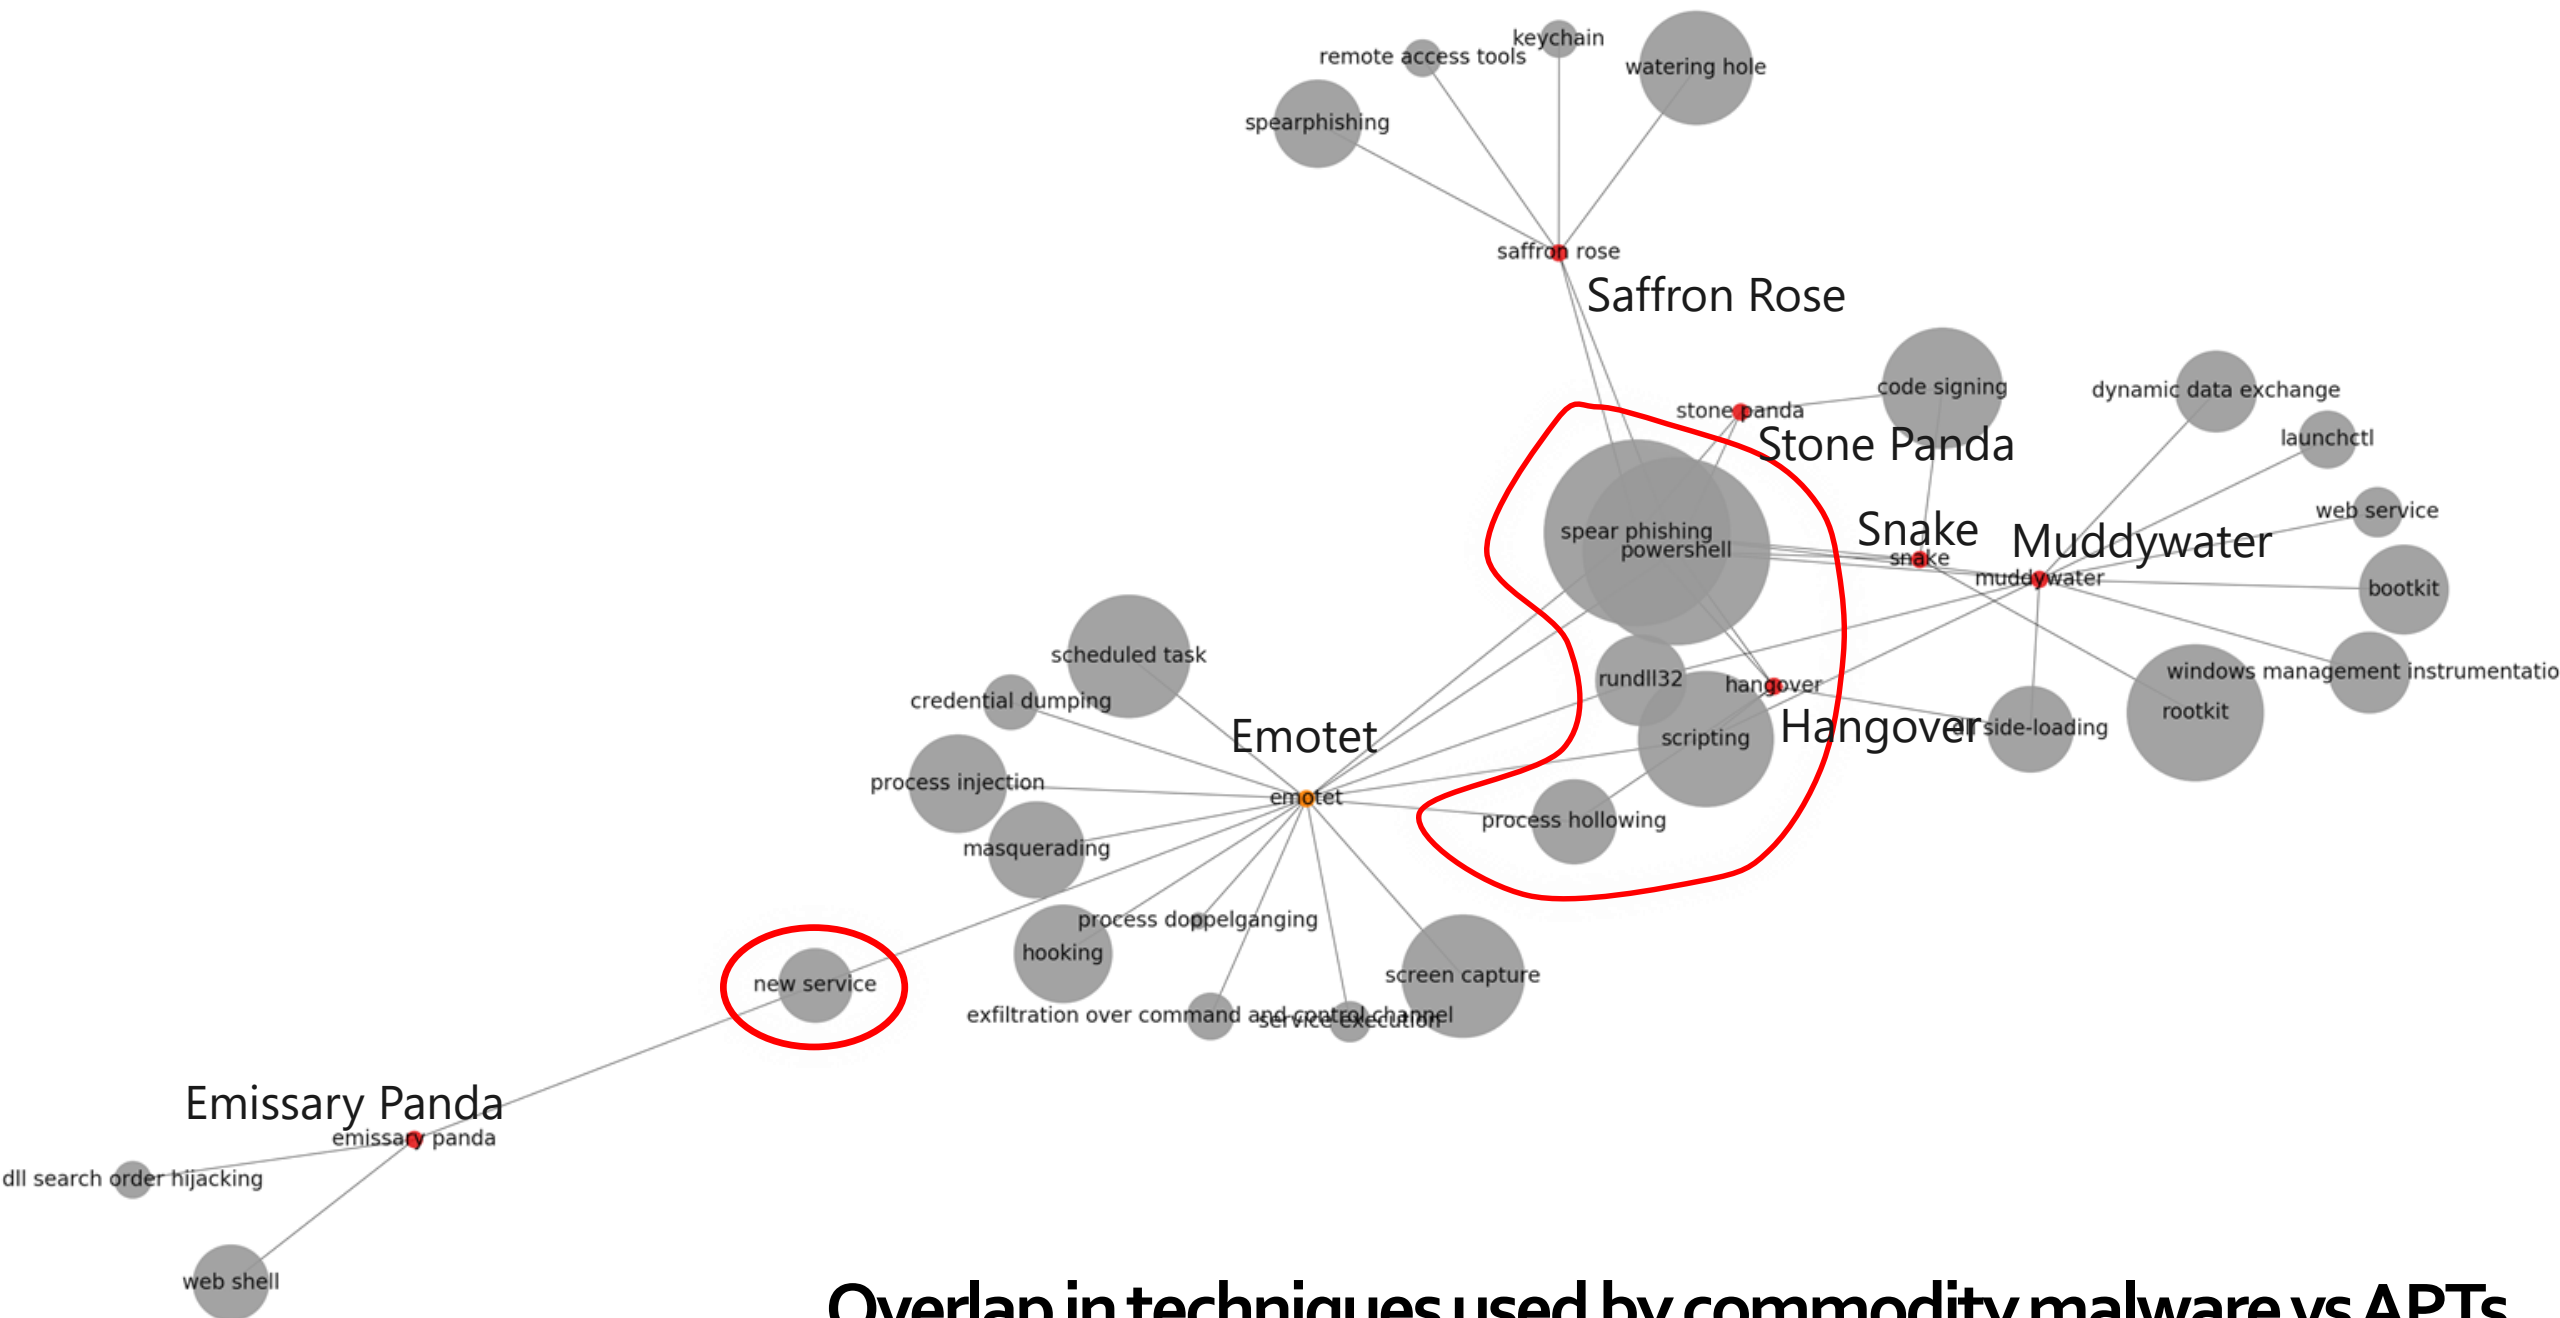 keychain
remote access tools
watering hole
spearphishing
saffron rose
Saffron Rose
code signing
dynamic data exchange
stone panda
Stone Panda
launchctl
web service
spear phishing
powershell
Snake
snake
Muddywater
muddywater
bootkit
scheduled task
credential dumping
rundll32
hangover
windows management instrumentatio
rootkit
Emotet
scripting
Hangover
side-loading
process injection
emotet
process hollowing
masquerading
process doppelganging
hooking
screen capture
new service
exfiltration over command and control channel
service execution
Emissary Panda
emissary panda
dll search order hijacking
web shell
Overlap in techniques used by commodity malware vs APTs